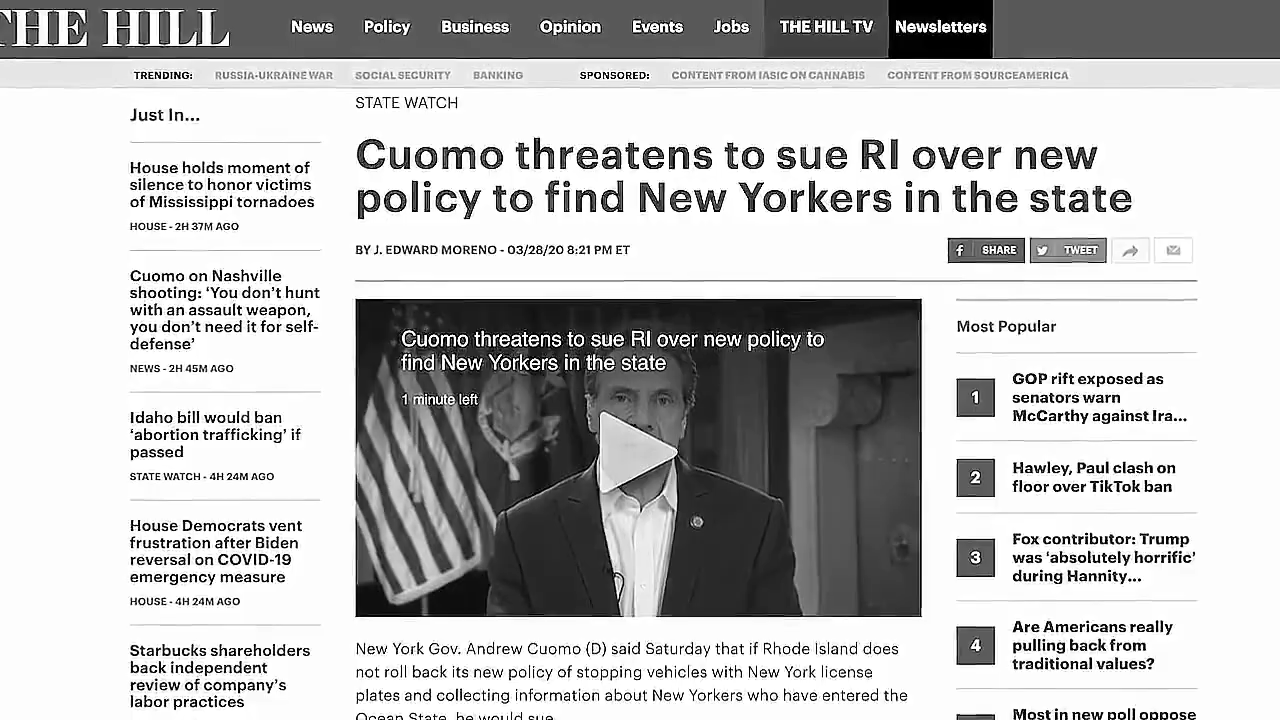 THE HILL
News Policy Business Opinion Events Jobs THE HILL TV Newsletters
TRENDING: RUSSIA-UKRAINE WAR SOCIAL SECURITY BANKING SPONSORED: CONTENT FROM IASIC ON CANNABIS CONTENT FROM SOURCEAMERICA
Just In...
House holds moment of
silence to honor victims
of Mississippi tornadoes
HOUSE - 2H 37M AGO
Cuomo on Nashville
shooting: ‘You don’t hunt
with an assault weapon,
you don’t need it for self-
defense’
NEWS - 2H 45M AGO
Idaho bill would ban
‘abortion trafficking’ if
passed
STATE WATCH - 4H 24M AGO
House Democrats vent
frustration after Biden
reversal on COVID-19
emergency measure
HOUSE - 4H 24M AGO
Starbucks shareholders
back independent
review of company’s
labor practices
STATE WATCH
Cuomo threatens to sue RI over new
policy to find New Yorkers in the state
BY J. EDWARD MORENO - 03/28/20 8:21 PM ET
SHARE TWEET
Cuomo threatens to sue RI over new policy to
find New Yorkers in the state
1 minute left
New York Gov. Andrew Cuomo (D) said Saturday that if Rhode Island does
not roll back its new policy of stopping vehicles with New York license
plates and collecting information about New Yorkers who have entered the
Ocean State, he would sue.
Most Popular
1 GOP rift exposed as
senators warn
McCarthy against Ira...
2 Hawley, Paul clash on
floor over TikTok ban
3 Fox contributor: Trump
was ‘absolutely horrific’
during Hannity...
4 Are Americans really
pulling back from
traditional values?
Most in new poll oppose